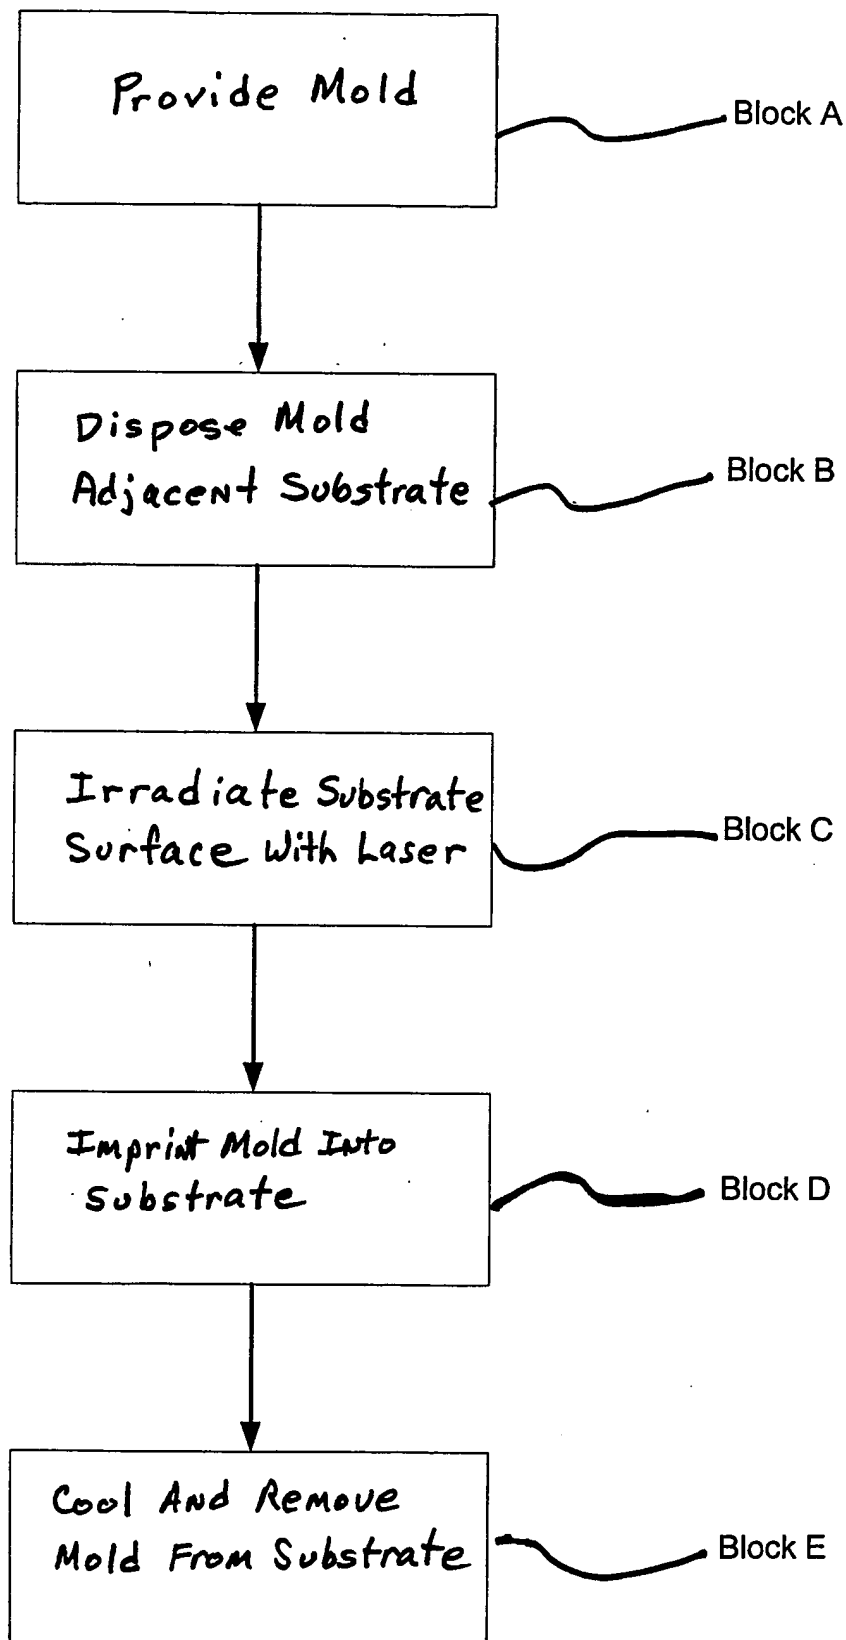 Provide Mold
Block A
Dispose Mold
Adjacent Substrate
Block B
Irradiate Substrate
Surface With Laser
Block C
Imprint Mold Into
Substrate
Block D
Cool And Remove
Mold From Substrate
Block E